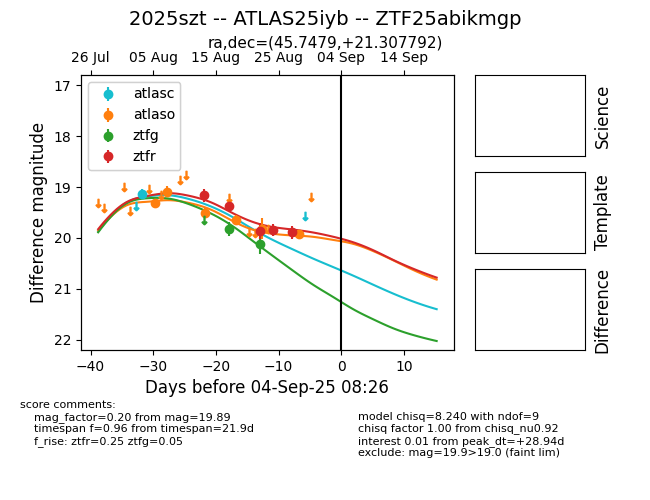 2025szt -- ATLAS25iyb -- ZTF25abikmgp
ra,dec=(45.7479,+21.307792)
26 Jul 05 Aug 15 Aug 25 Aug 04 Sep 14 Sep
17
18
19
20
21
22
Difference magnitude
atlasc
atlaso
ztfg
ztfr
−40 −30 −20 −10 0 10
Days before 04-Sep-25 08:26
Science
Template
Difference
score comments:
mag_factor=0.20 from mag=19.89
timespan f=0.96 from timespan=21.9d
f_rise: ztfr=0.25 ztfg=0.05
model chisq=8.240 with ndof=9
chisq factor 1.00 from chisq_nu0.92
interest 0.01 from peak_dt=+28.94d
exclude: mag=19.9>19.0 (faint lim)